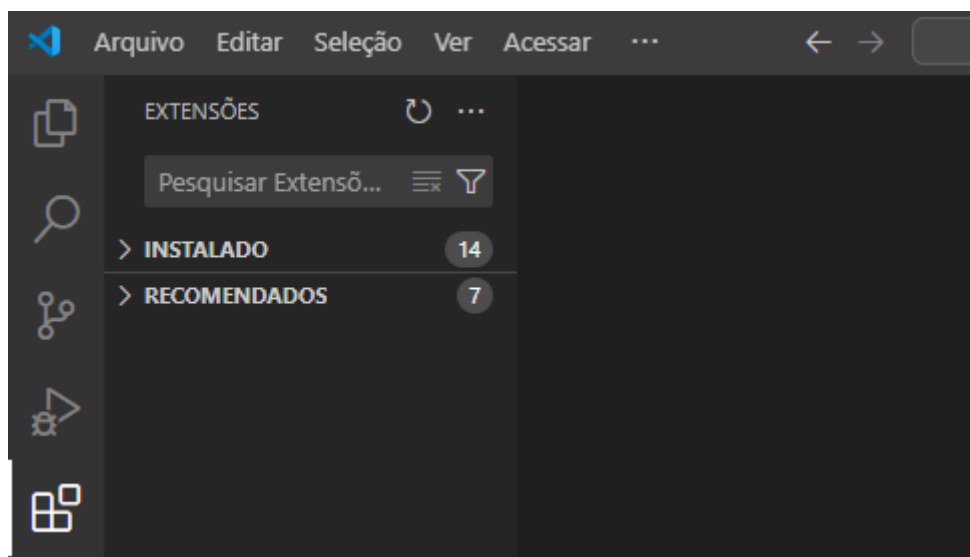 Arquivo Editar Seleção Ver Acessar ···
EXTENSÕES ···
Pesquisar Extensõ...
INSTALADO 14
RECOMENDADOS 7